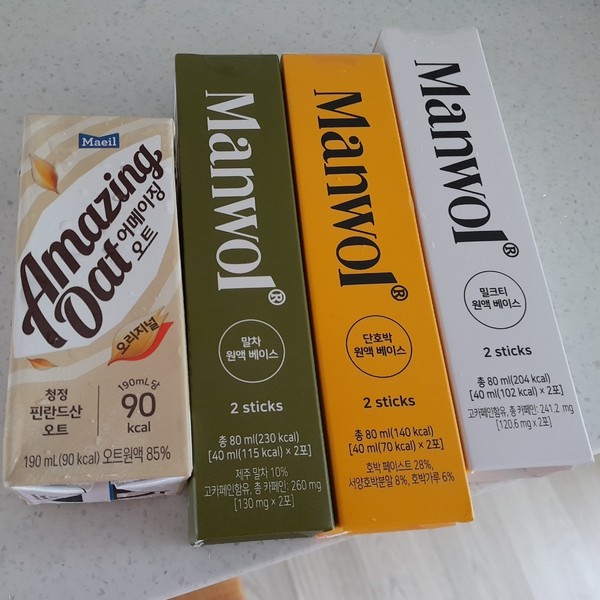 Maeil
Amazing
Oat
어메이징
오트
오리지널
청정
핀란드산
오트
190mL당
90
kcal
190 mL(90 kcal) 오트원액 85%
Manwol®
말차
원액 베이스
2 sticks
총 80 ml(230 kcal)
[40 ml(115 kcal) × 2포]
제주 말차 10%
고카페인함유, 총 카페인: 260 mg
[130 mg × 2포]
Manwol®
단호박
원액 베이스
2 sticks
총 80 ml(140 kcal)
[40 ml(70 kcal) × 2포]
호박 페이스트 28%,
서양호박분말 8%, 호박가루 6%
Manwol®
밀크티
원액 베이스
2 sticks
총 80 ml(204 kcal)
[40 ml(102 kcal) × 2포]
고카페인함유, 총 카페인: 241.2 mg
[120.6 mg × 2포]